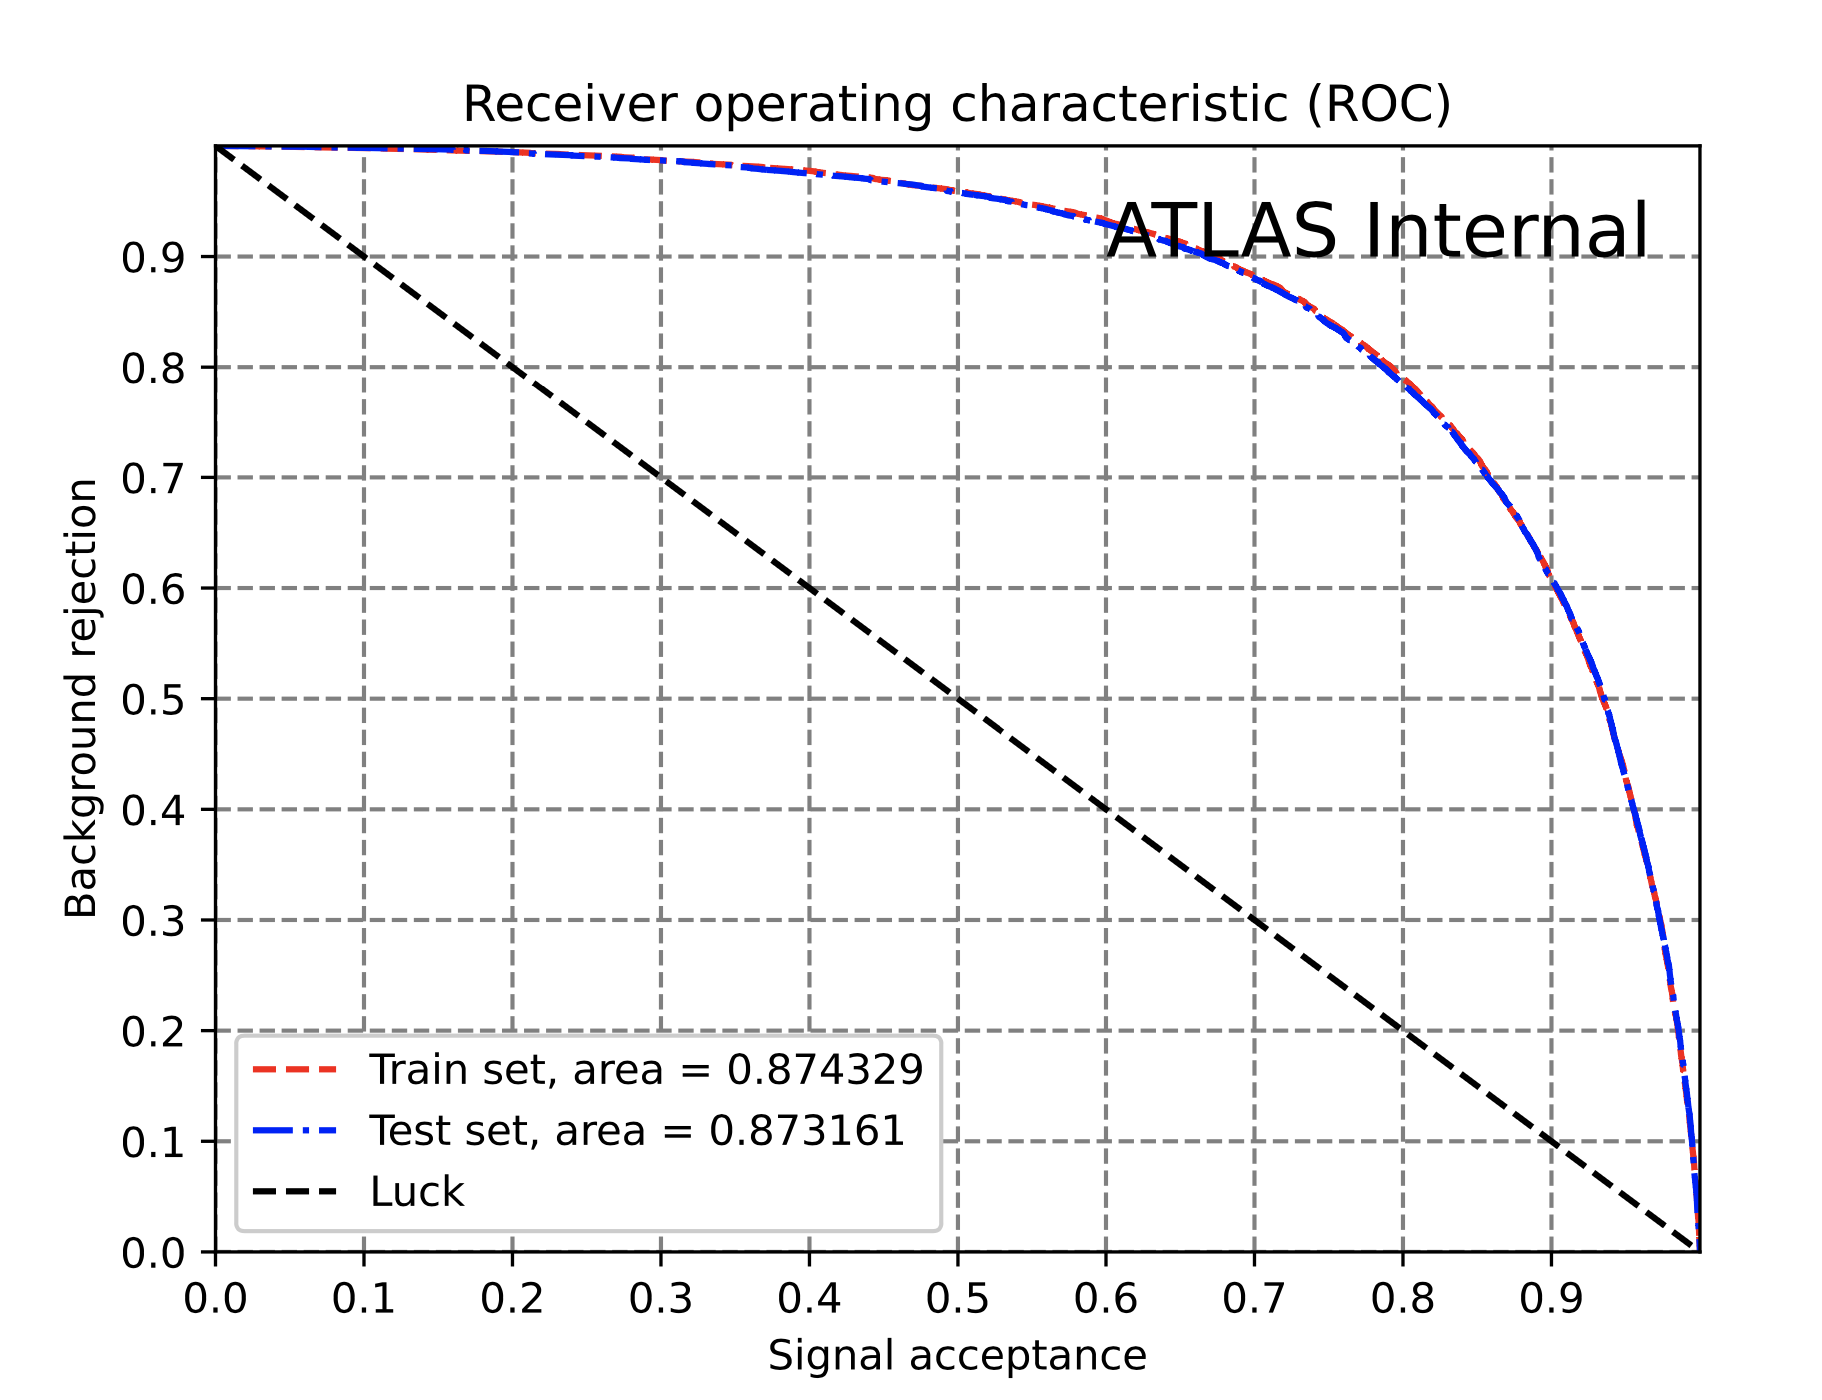 Receiver operating characteristic (ROC)
ATLAS Internal
Background rejection
0.9
0.8
0.7
0.6
0.5
0.4
0.3
0.2
0.1
0.0
Train set, area = 0.874329
Test set, area = 0.873161
Luck
0.0 0.1 0.2 0.3 0.4 0.5 0.6 0.7 0.8 0.9
Signal acceptance